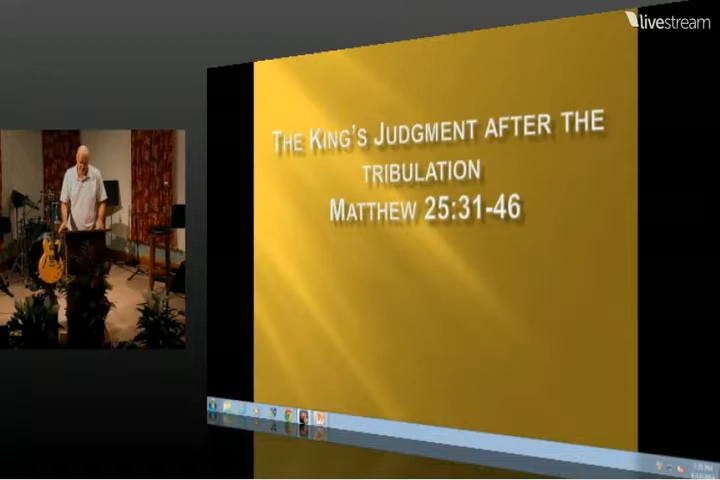 livestream
The King's Judgment after the
tribulation
Matthew 25:31-46